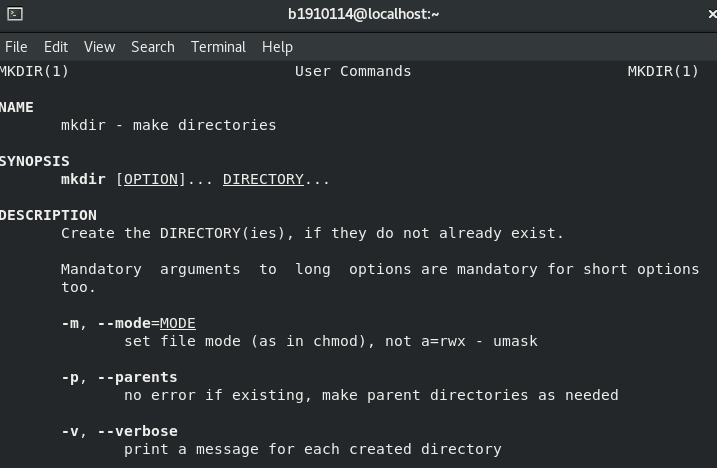 b1910114@localhost:~
File Edit View Search Terminal Help
MKDIR(1) User Commands MKDIR(1)
NAME
mkdir - make directories
SYNOPSIS
mkdir [OPTION]... DIRECTORY...
DESCRIPTION
Create the DIRECTORY(ies), if they do not already exist.
Mandatory arguments to long options are mandatory for short options
too.
-m, --mode=MODE
set file mode (as in chmod), not a=rwx - umask
-p, --parents
no error if existing, make parent directories as needed
-v, --verbose
print a message for each created directory